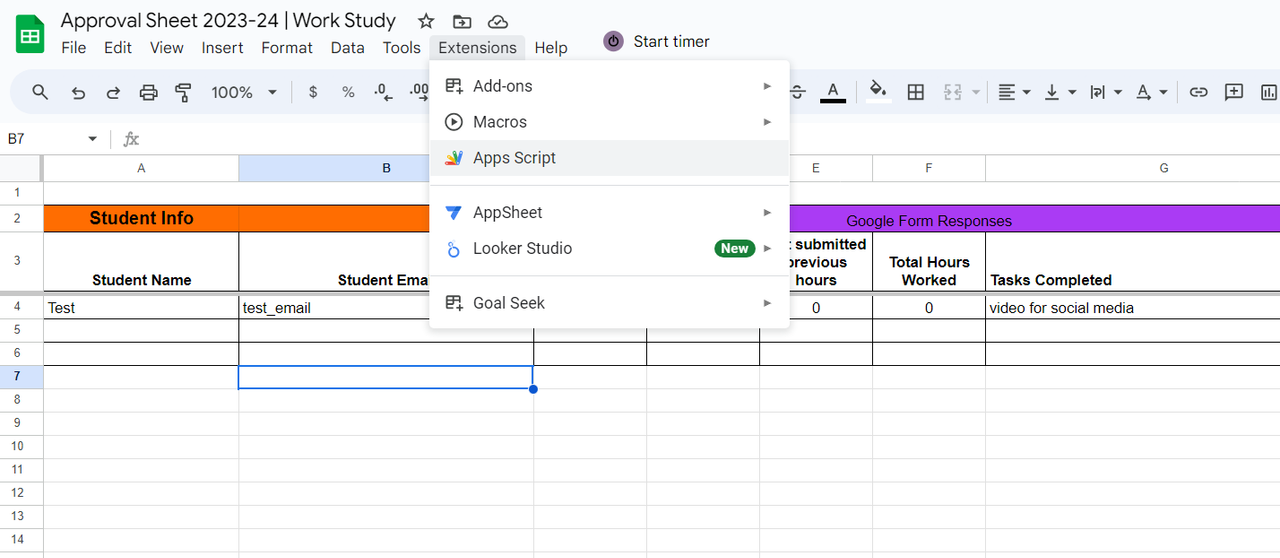 Approval Sheet 2023-24 | Work Study
File Edit View Insert Format Data Tools Extensions Help Start timer
100% $ % .0 .00 A A
B7 fx
Add-ons
Macros
Apps Script
AppSheet
Looker Studio New
Goal Seek
A B E F G
1
2 Student Info Google Form Responses
submitted
previous Total Hours
3 hours Worked
Student Name Student Tasks Completed
4 Test test_email 0 0 video for social media
5
6
7
8
9
10
11
12
13
14